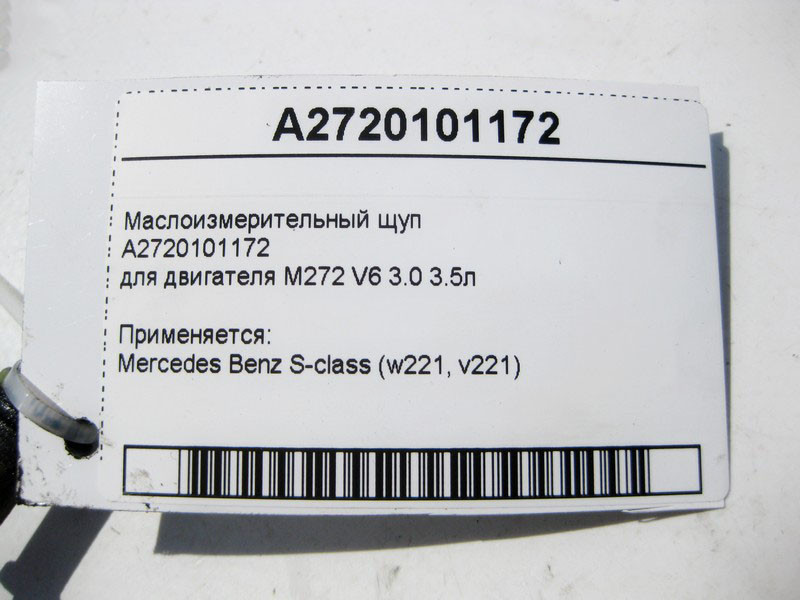 A2720101172
Маслоизмерительный щуп
A2720101172
для двигателя M272 V6 3.0 3.5л
Применяется:
Mercedes Benz S-class (w221, v221)